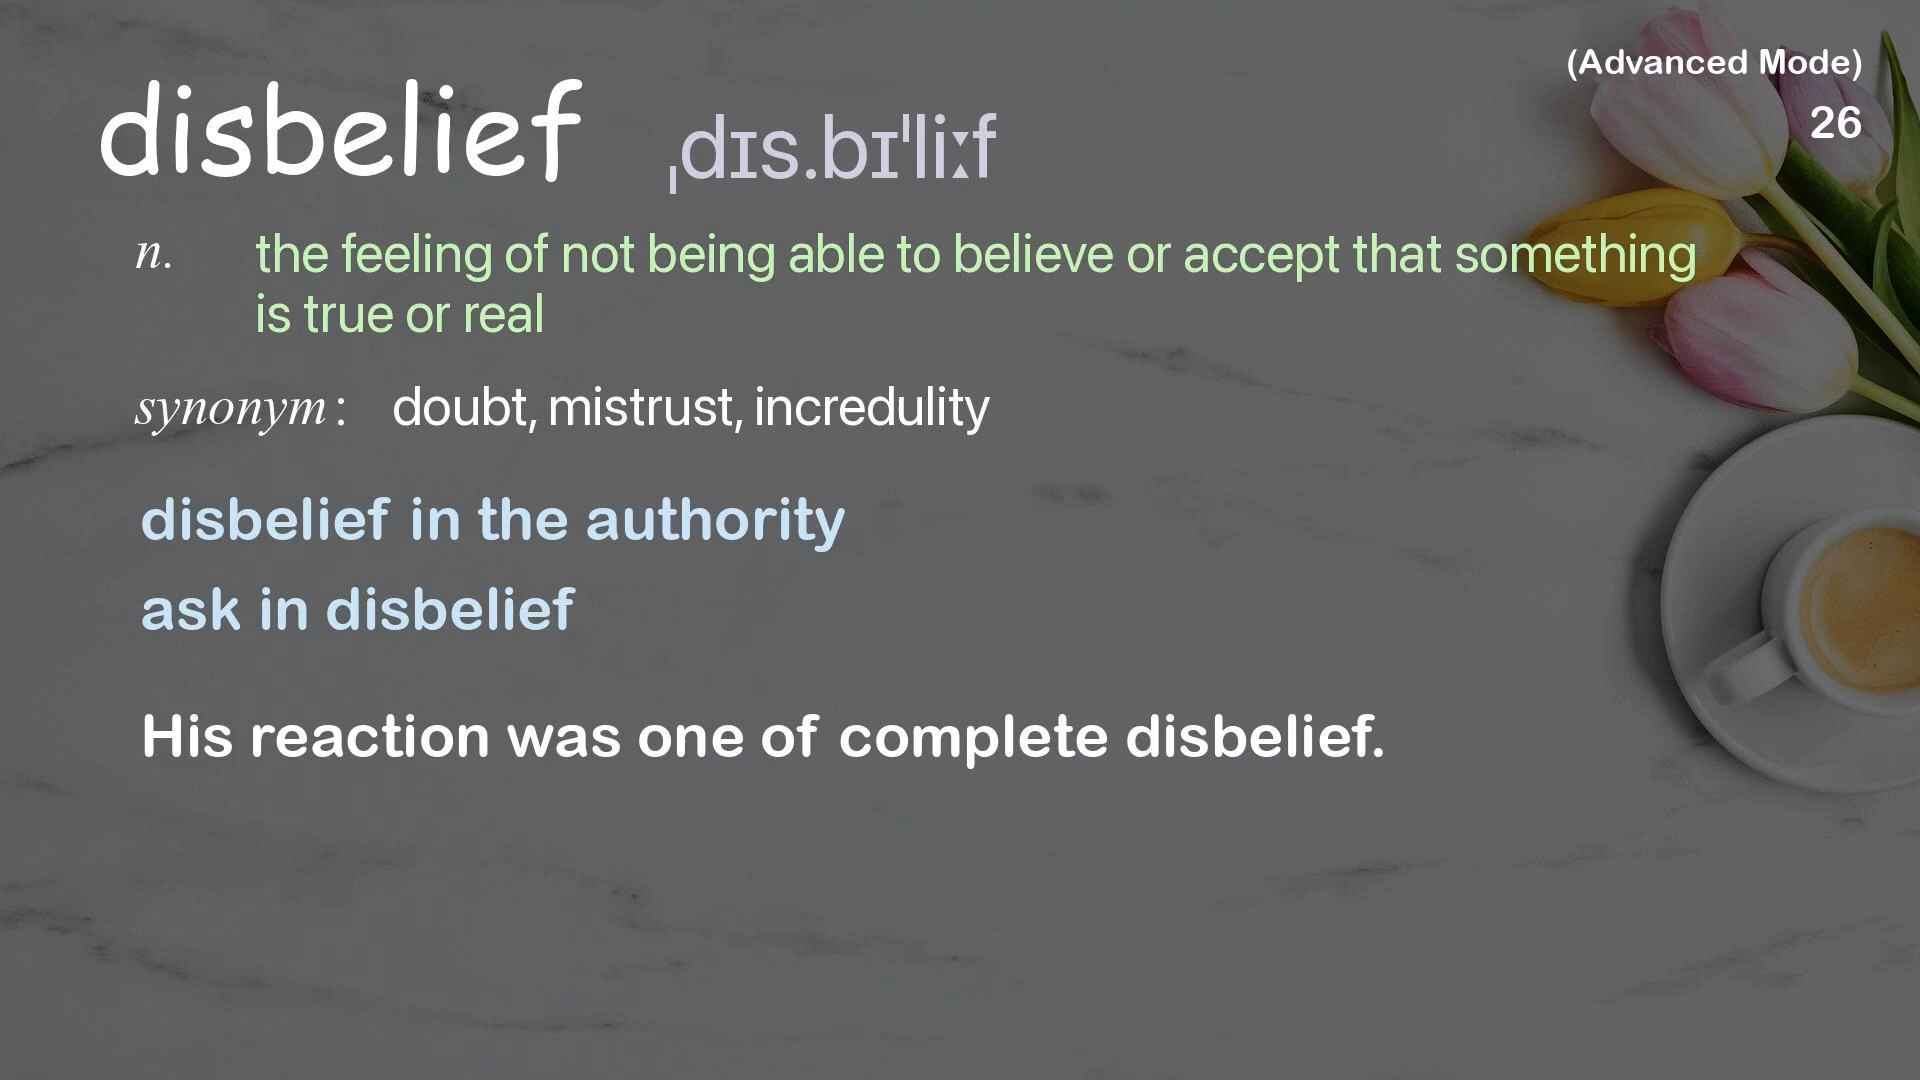 (Advanced Mode)
26
disbelief ˌdɪs.bɪˈliːf
n. the feeling of not being able to believe or accept that something
is true or real
synonym: doubt, mistrust, incredulity
disbelief in the authority
ask in disbelief
His reaction was one of complete disbelief.